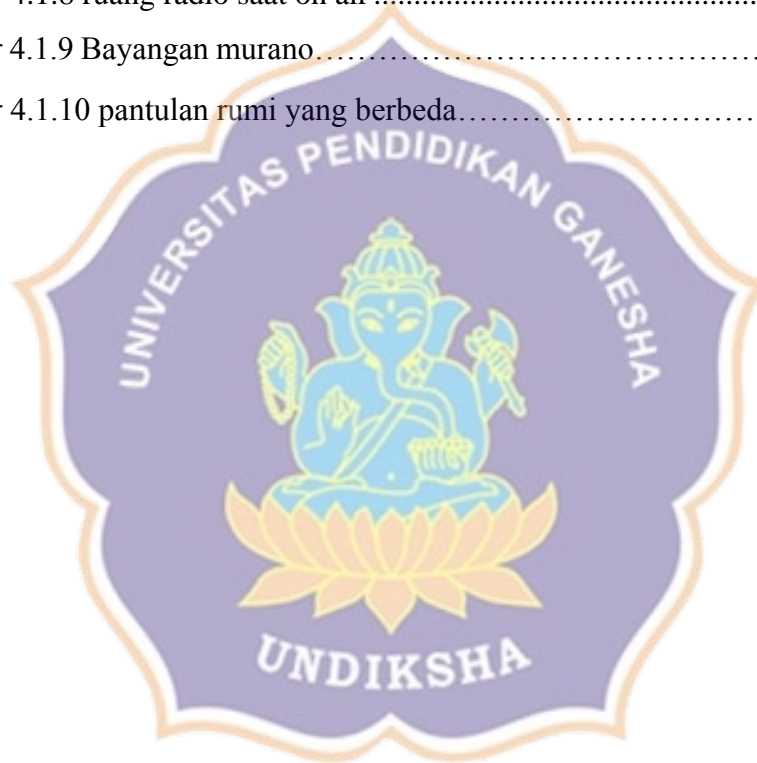 4.1.8 ruang radio saat on air ................................................
4.1.9 Bayangan murano……………………………………………
4.1.10 pantulan rumi yang berbeda……………………………
UNIVERSITAS PENDIDIKAN GANESHA
UNDIKSHA